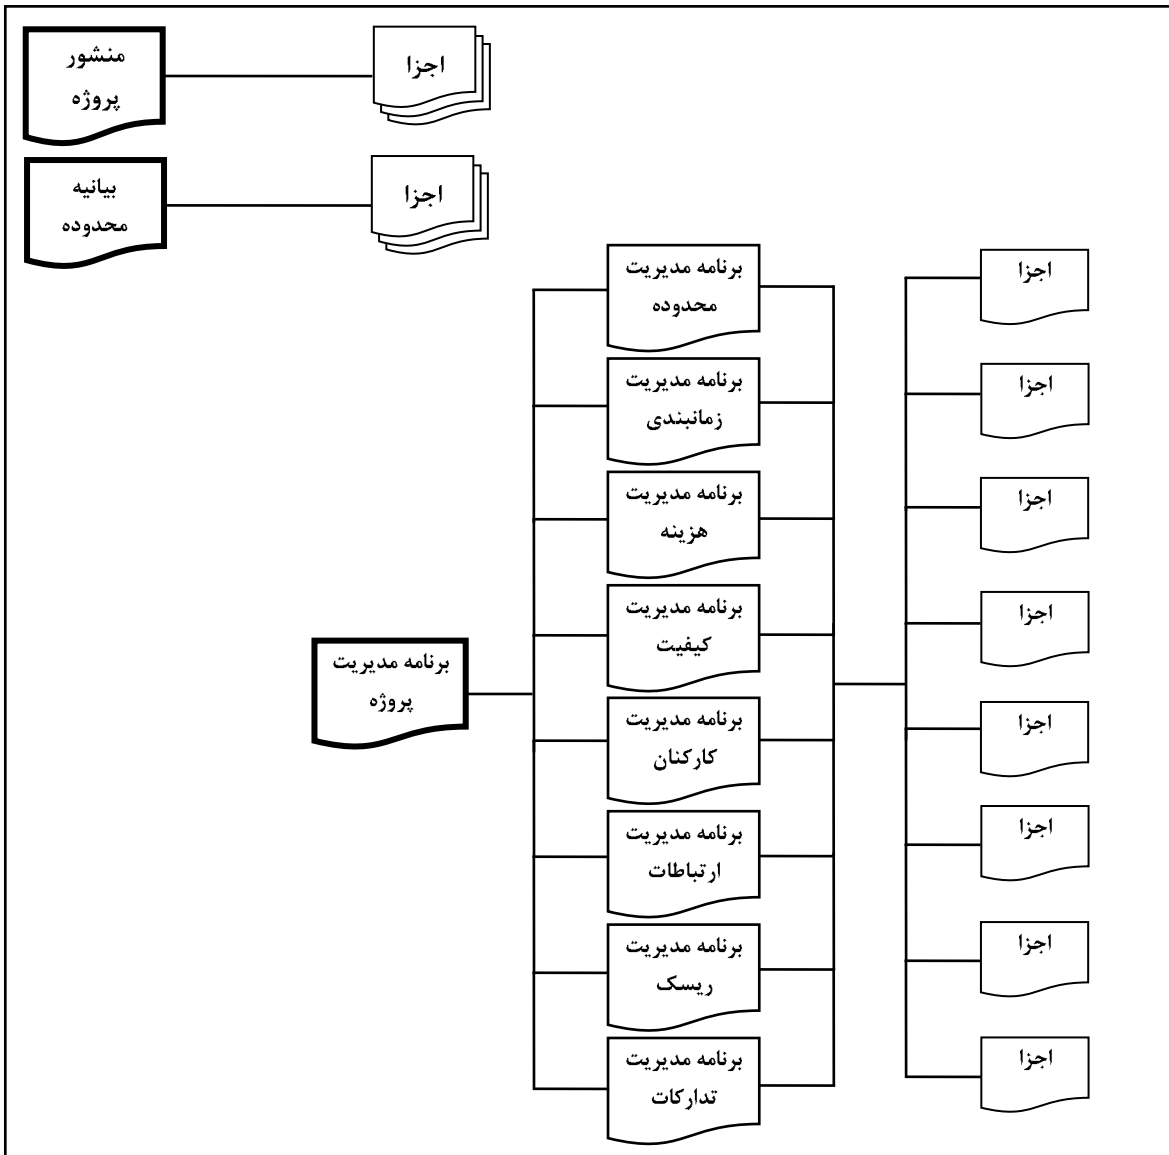 منشور
پروژه
اجزا
بیانیه
محدوده
اجزا
برنامه مدیریت
محدوده
اجزا
برنامه مدیریت
زمانبندی
اجزا
برنامه مدیریت
هزینه
اجزا
برنامه مدیریت
کیفیت
اجزا
برنامه مدیریت
پروژه
برنامه مدیریت
کارکنان
اجزا
برنامه مدیریت
ارتباطات
اجزا
برنامه مدیریت
ریسک
اجزا
برنامه مدیریت
تدارکات
اجزا